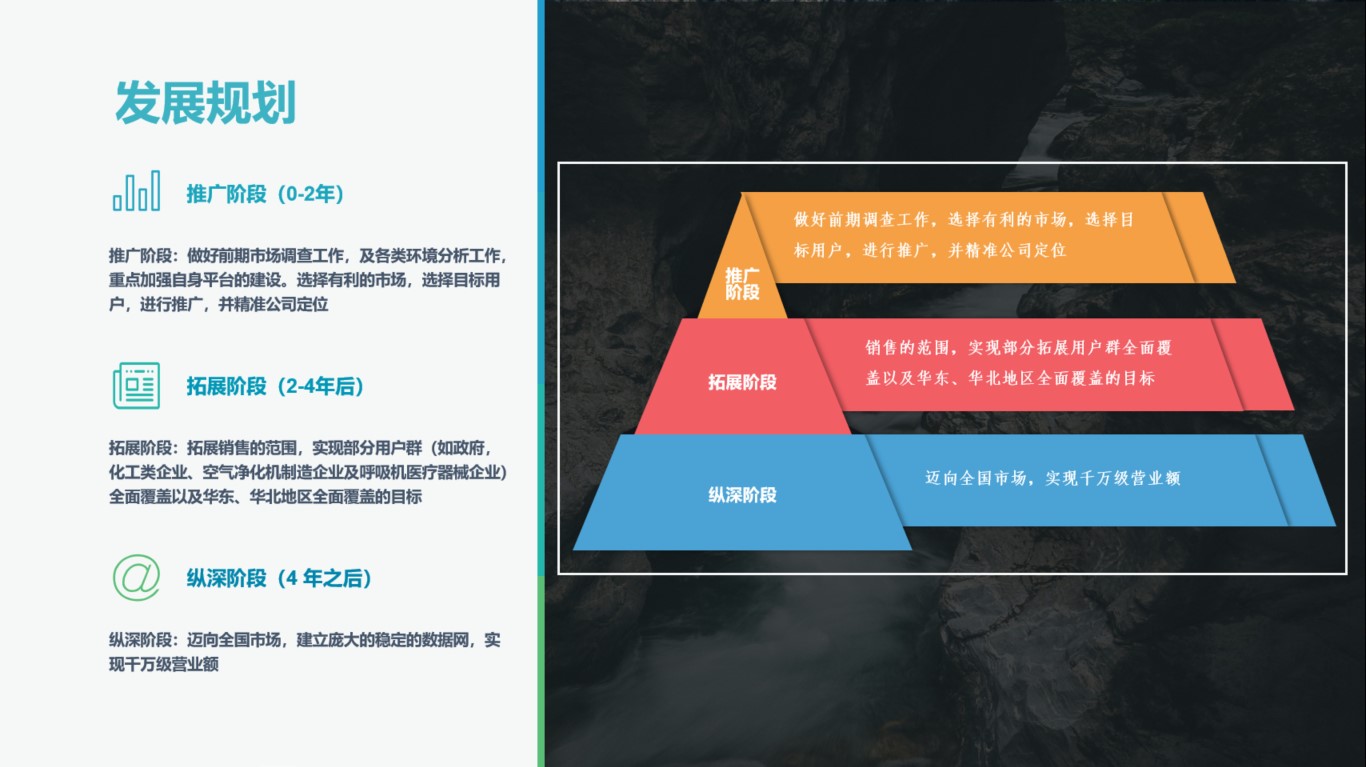 发展规划
推广阶段（0-2年）
推广阶段：做好前期市场调查工作，及各类环境分析工作，
重点加强自身平台的建设。选择有利的市场，选择目标用
户，进行推广，并精准公司定位
拓展阶段（2-4年后）
拓展阶段：拓展销售的范围，实现部分用户群（如政府，
化工类企业、空气净化机制造企业及呼吸机医疗器械企业）
全面覆盖以及华东、华北地区全面覆盖的目标
纵深阶段（4 年之后）
纵深阶段：迈向全国市场，建立庞大的稳定的数据网，实
现千万级营业额
做好前期调查工作，选择有利的市场，选择目
标用户，进行推广，并精准公司定位
推广
阶段
销售的范围，实现部分拓展用户群全面覆
盖以及华东、华北地区全面覆盖的目标
拓展阶段
迈向全国市场，实现千万级营业额
纵深阶段